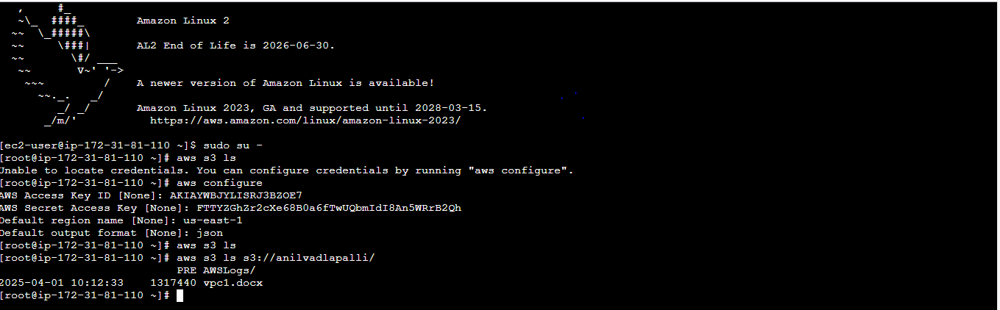 Amazon Linux 2
AL2 End of Life is 2026-06-30.
A newer version of Amazon Linux is available!
Amazon Linux 2023, GA and supported until 2028-03-15.
https://aws.amazon.com/linux/amazon-linux-2023/
[ec2-user@ip-172-31-81-110 ~]$ sudo su -
[root@ip-172-31-81-110 ~]# aws s3 ls
Unable to locate credentials. You can configure credentials by running "aws configure".
[root@ip-172-31-81-110 ~]# aws configure
AWS Access Key ID [None]: AKIAYWBJYLISRJ3BZOE7
AWS Secret Access Key [None]: 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
Default region name [None]: us-east-1
Default output format [None]: json
[root@ip-172-31-81-110 ~]# aws s3 ls
[root@ip-172-31-81-110 ~]# aws s3 ls s3://anilvadlapalli/
PRE AWSLogs/
2025-04-01 10:12:33    1317440 vpc1.docx
[root@ip-172-31-81-110 ~]#